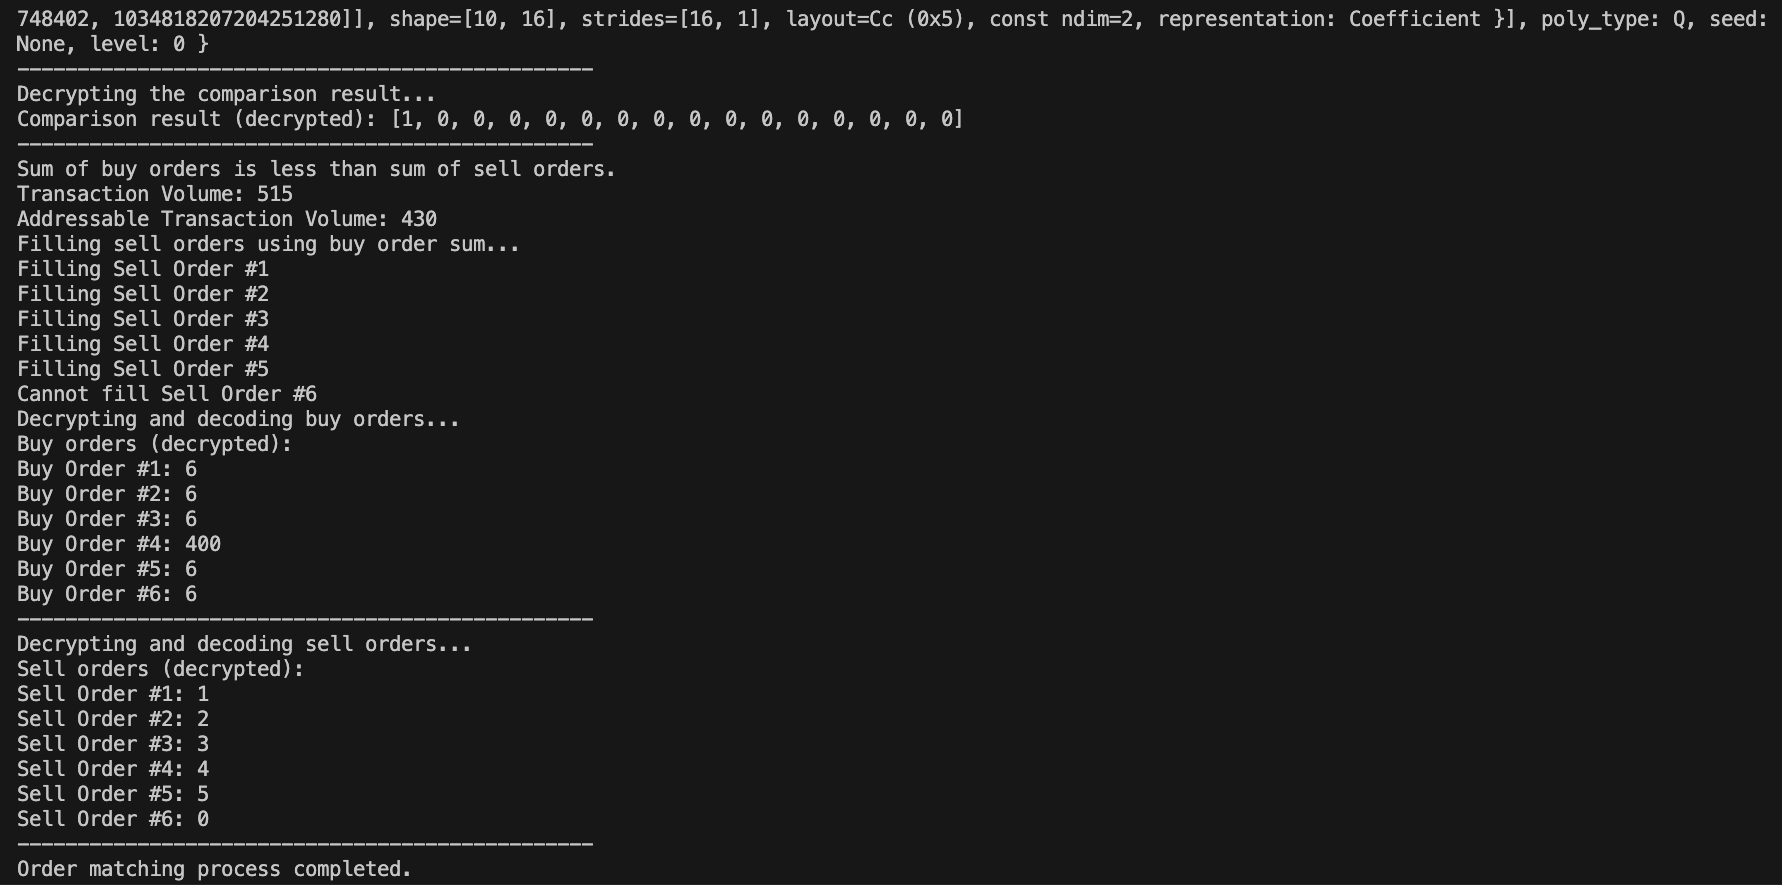 748402, 1034818207204251280]], shape=[10, 16], strides=[16, 1], layout=Cc (0x5), const ndim=2, representation: Coefficient }], poly_type: Q, seed:
None, level: 0 }
------------------------------------------------
Decrypting the comparison result...
Comparison result (decrypted): [1, 0, 0, 0, 0, 0, 0, 0, 0, 0, 0, 0, 0, 0, 0, 0]
------------------------------------------------
Sum of buy orders is less than sum of sell orders.
Transaction Volume: 515
Addressable Transaction Volume: 430
Filling sell orders using buy order sum...
Filling Sell Order #1
Filling Sell Order #2
Filling Sell Order #3
Filling Sell Order #4
Filling Sell Order #5
Cannot fill Sell Order #6
Decrypting and decoding buy orders...
Buy orders (decrypted):
Buy Order #1: 6
Buy Order #2: 6
Buy Order #3: 6
Buy Order #4: 400
Buy Order #5: 6
Buy Order #6: 6
------------------------------------------------
Decrypting and decoding sell orders...
Sell orders (decrypted):
Sell Order #1: 1
Sell Order #2: 2
Sell Order #3: 3
Sell Order #4: 4
Sell Order #5: 5
Sell Order #6: 0
------------------------------------------------
Order matching process completed.